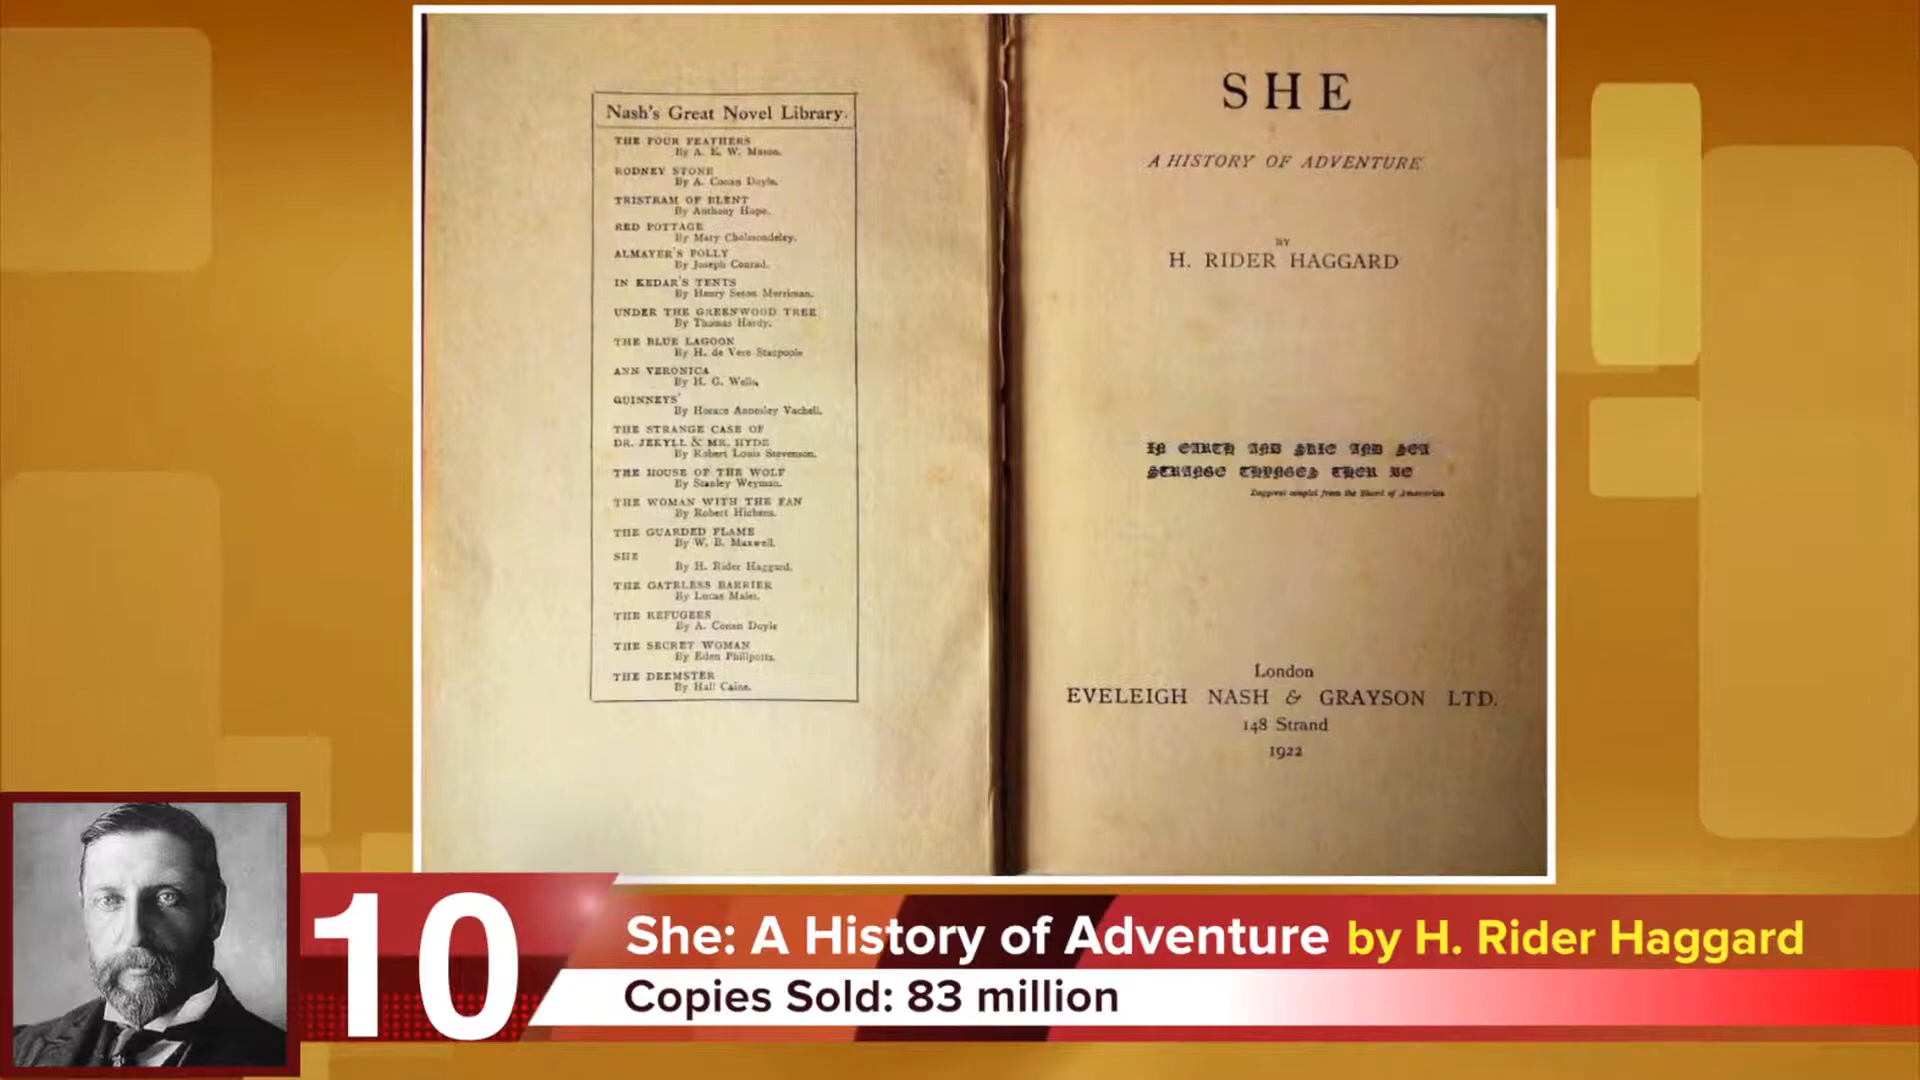 Nash's Great Novel Library.
THE FOUR FEATHERS
By A. E. W. Mason.
RODNEY STONE
By A. Conan Doyle.
TRISTRAM OF BLENT
By Anthony Hope.
RED POTTAGE
By Mary Cholmondeley.
ALMAYER'S FOLLY
By Joseph Conrad.
IN KEDAR'S TENTS
By Henry Seton Merriman.
UNDER THE GREENWOOD TREE
By Thomas Hardy.
THE BLUE LAGOON
By H. de Vere Stacpoole
ANN VERONICA
By H. G. Wells.
QUINNEYS'
By Horace Annesley Vachell.
THE STRANGE CASE OF
DR. JEKYLL & MR. HYDE
By Robert Louis Stevenson.
THE HOUSE OF THE WOLF
By Stanley Weyman.
THE WOMAN WITH THE FAN
By Robert Hichens.
THE GUARDED FLAME
By W. B. Maxwell.
SHE
By H. Rider Haggard.
THE GATELESS BARRIER
By Lucas Malet.
THE REFUGEES
By A. Conan Doyle
THE SECRET WOMAN
By Eden Phillpotts.
THE DEEMSTER
By Hall Caine.
SHE
A HISTORY OF ADVENTURE
BY
H. RIDER HAGGARD
IN EARTH AND SKIE AND SEA
STRANGE THYNGES THER BE
Doggerel couplet from the Sherd of Amenartas
London
EVELEIGH NASH & GRAYSON LTD.
148 Strand
1922
10
She: A History of Adventure by H. Rider Haggard
Copies Sold: 83 million